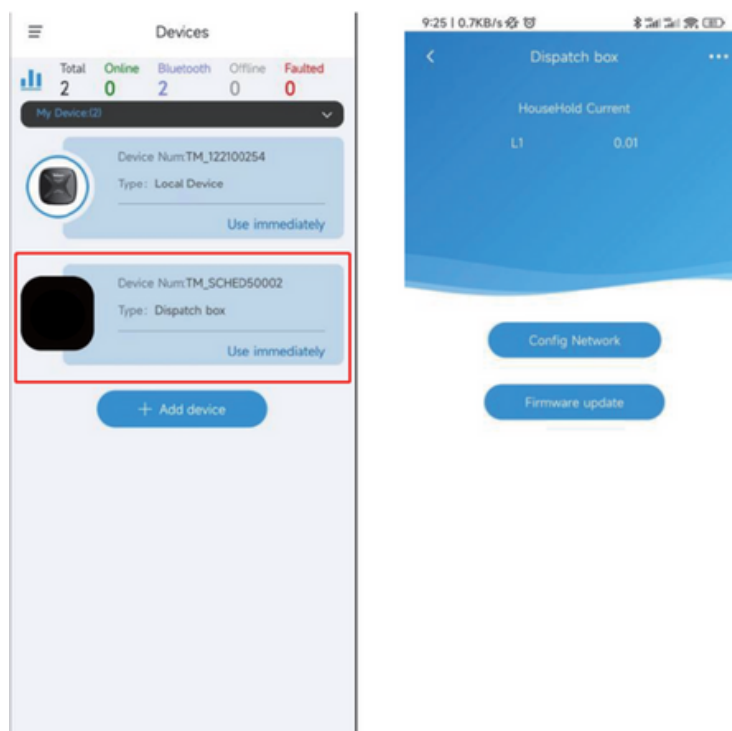 Devices
Total Online Bluetooth Offline Faulted
2 0 2 0 0
My Device:(2)
Device Num:TM_122100254
Type: Local Device
Use immediately
Device Num:TM_SCHED50002
Type: Dispatch box
Use immediately
+ Add device
9:25 | 0.7KB/s
Dispatch box
HouseHold Current
L1 0.01
Config Network
Firmware update